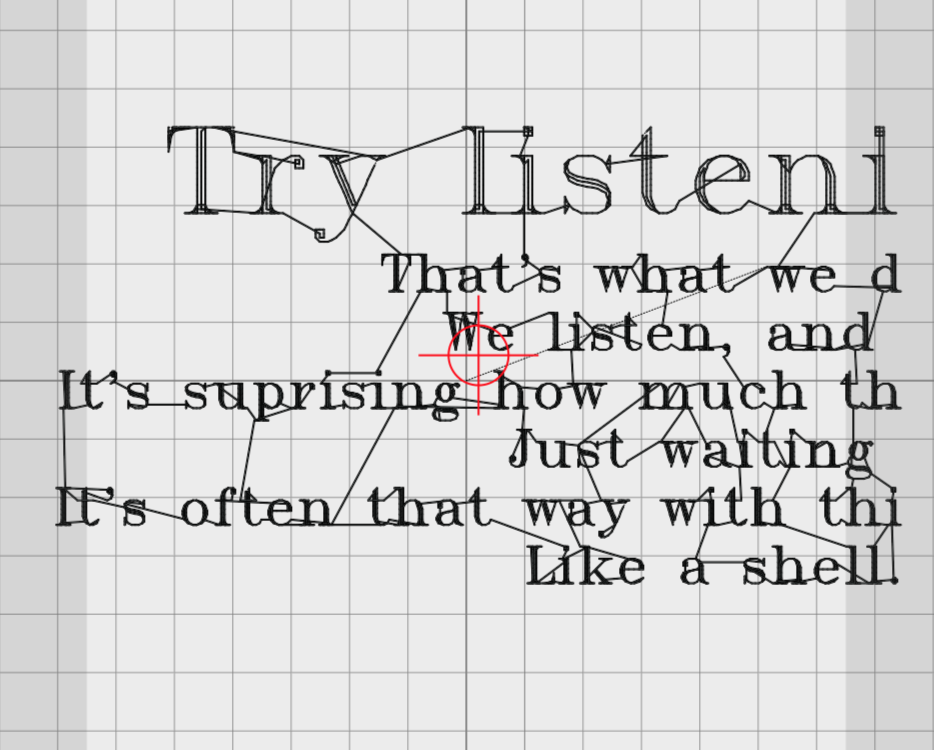 Try listeni
That's what we d
We listen, and
It's suprising how much th
Just waiting
It's often that way with thi
Like a shell.